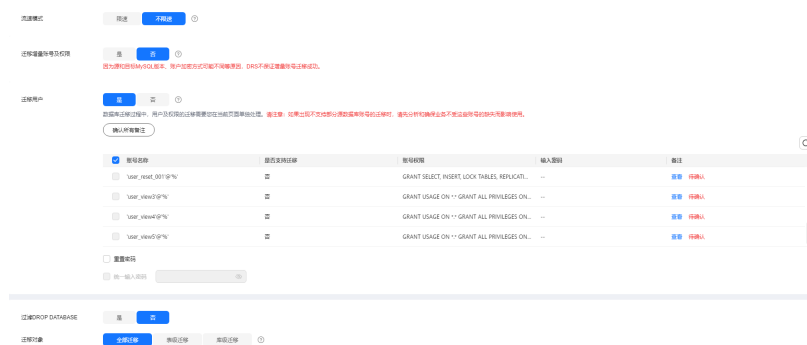 流速模式 限速 不限速
迁移增量账号及权限 是 否
因为源和目标MySQL版本、账户加密方式可能不同等原因，DRS不保证增量账号迁移成功。
迁移用户 是 否
数据库迁移过程中，用户及权限的迁移需要您在当前页面单独处理。请注意：如果出现不支持部分源数据库账号的迁移时，请先分析和确保业务不受这些账号的缺失而影响使用。
确认所有备注
账号名称 是否支持迁移 账号权限 输入密码 备注
'user_reset_001'@'%' 否 GRANT SELECT, INSERT, LOCK TABLES, REPLICATI... -- 查看 待确认
'user_view3'@'%' 否 GRANT USAGE ON *.* GRANT ALL PRIVILEGES ON... -- 查看 待确认
'user_view4'@'%' 否 GRANT USAGE ON *.* GRANT ALL PRIVILEGES ON... -- 查看 待确认
'user_view5'@'%' 否 GRANT USAGE ON *.* GRANT ALL PRIVILEGES ON... -- 查看 待确认
重置密码
统一输入密码
过滤DROP DATABASE 是 否
迁移对象 全部迁移 表级迁移 库级迁移